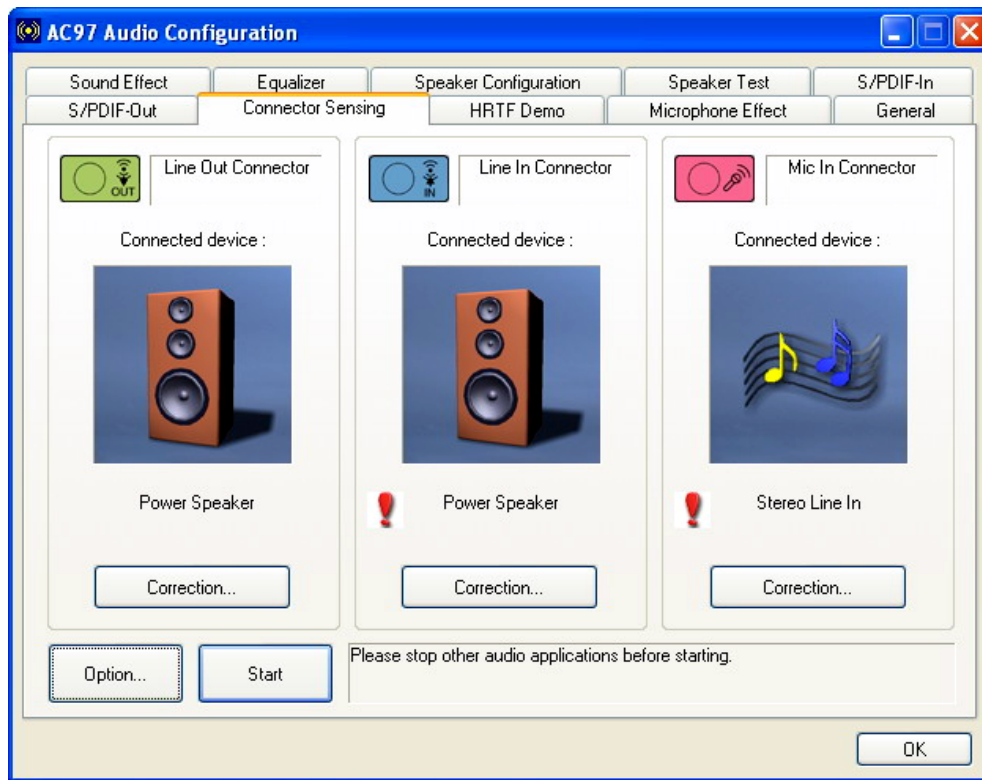 AC97 Audio Configuration
Sound Effect
Equalizer
Speaker Configuration
Speaker Test
S/PDIF-In
S/PDIF-Out
Connector Sensing
HRTF Demo
Microphone Effect
General
OUT
Line Out Connector
IN
Line In Connector
Mic In Connector
Connected device :
Connected device :
Connected device :
Power Speaker
Power Speaker
Stereo Line In
Correction...
Correction...
Correction...
Option...
Start
Please stop other audio applications before starting.
OK